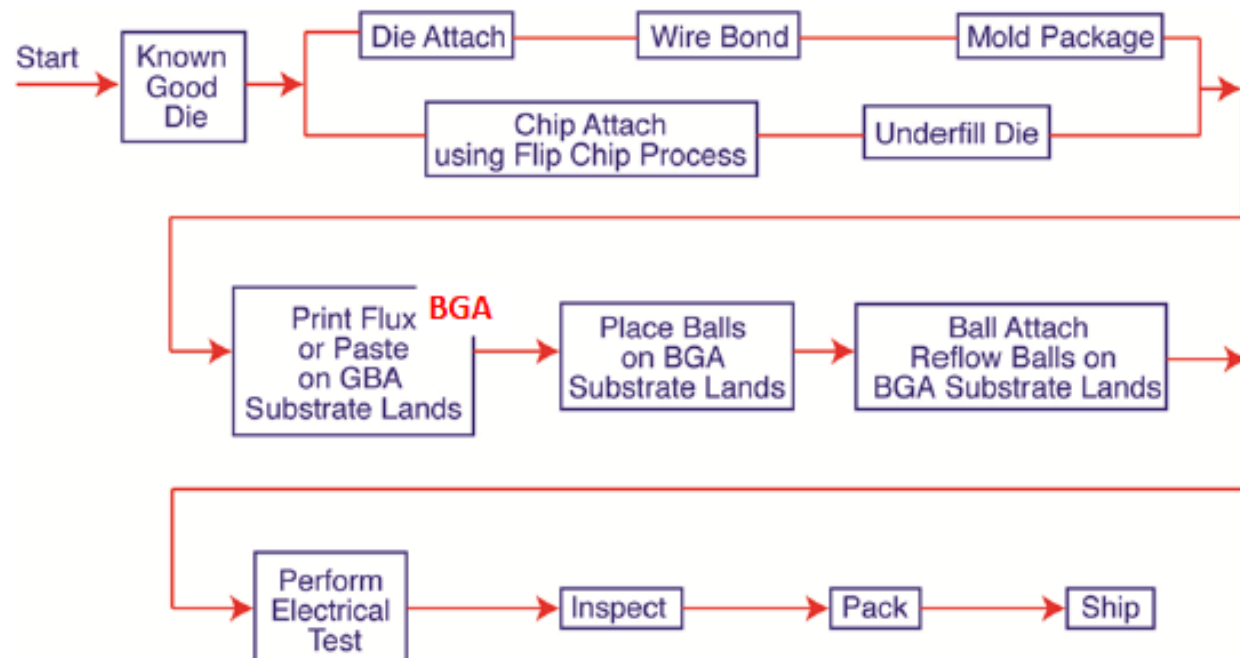 Start
Known
Good
Die
Die Attach
Wire Bond
Mold Package
Chip Attach
using Flip Chip Process
Underfill Die
Print Flux
BGA
or Paste
on GBA
Substrate Lands
Place Balls
on BGA
Substrate Lands
Ball Attach
Reflow Balls on
BGA Substrate Lands
Perform
Electrical
Test
Inspect
Pack
Ship